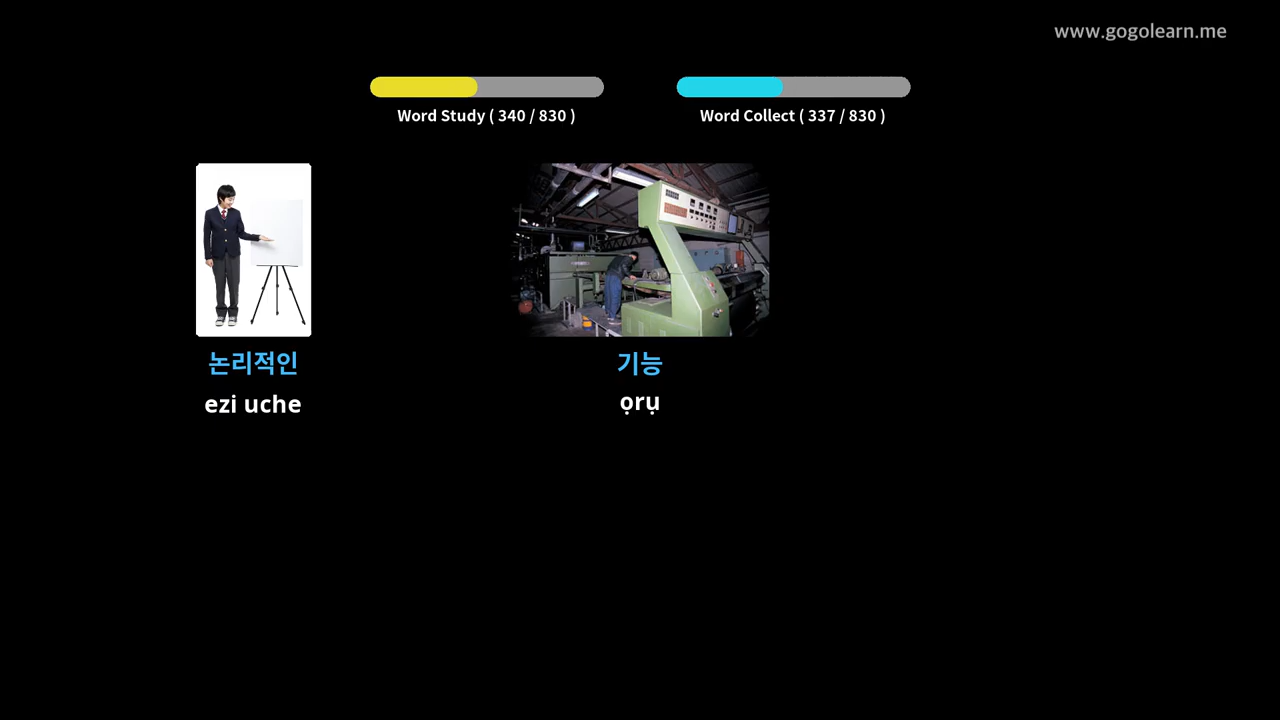 www.gogolearn.me
Word Study ( 340 / 830 )
Word Collect ( 337 / 830 )
논리적인
기능
ezi uche
ọrụ